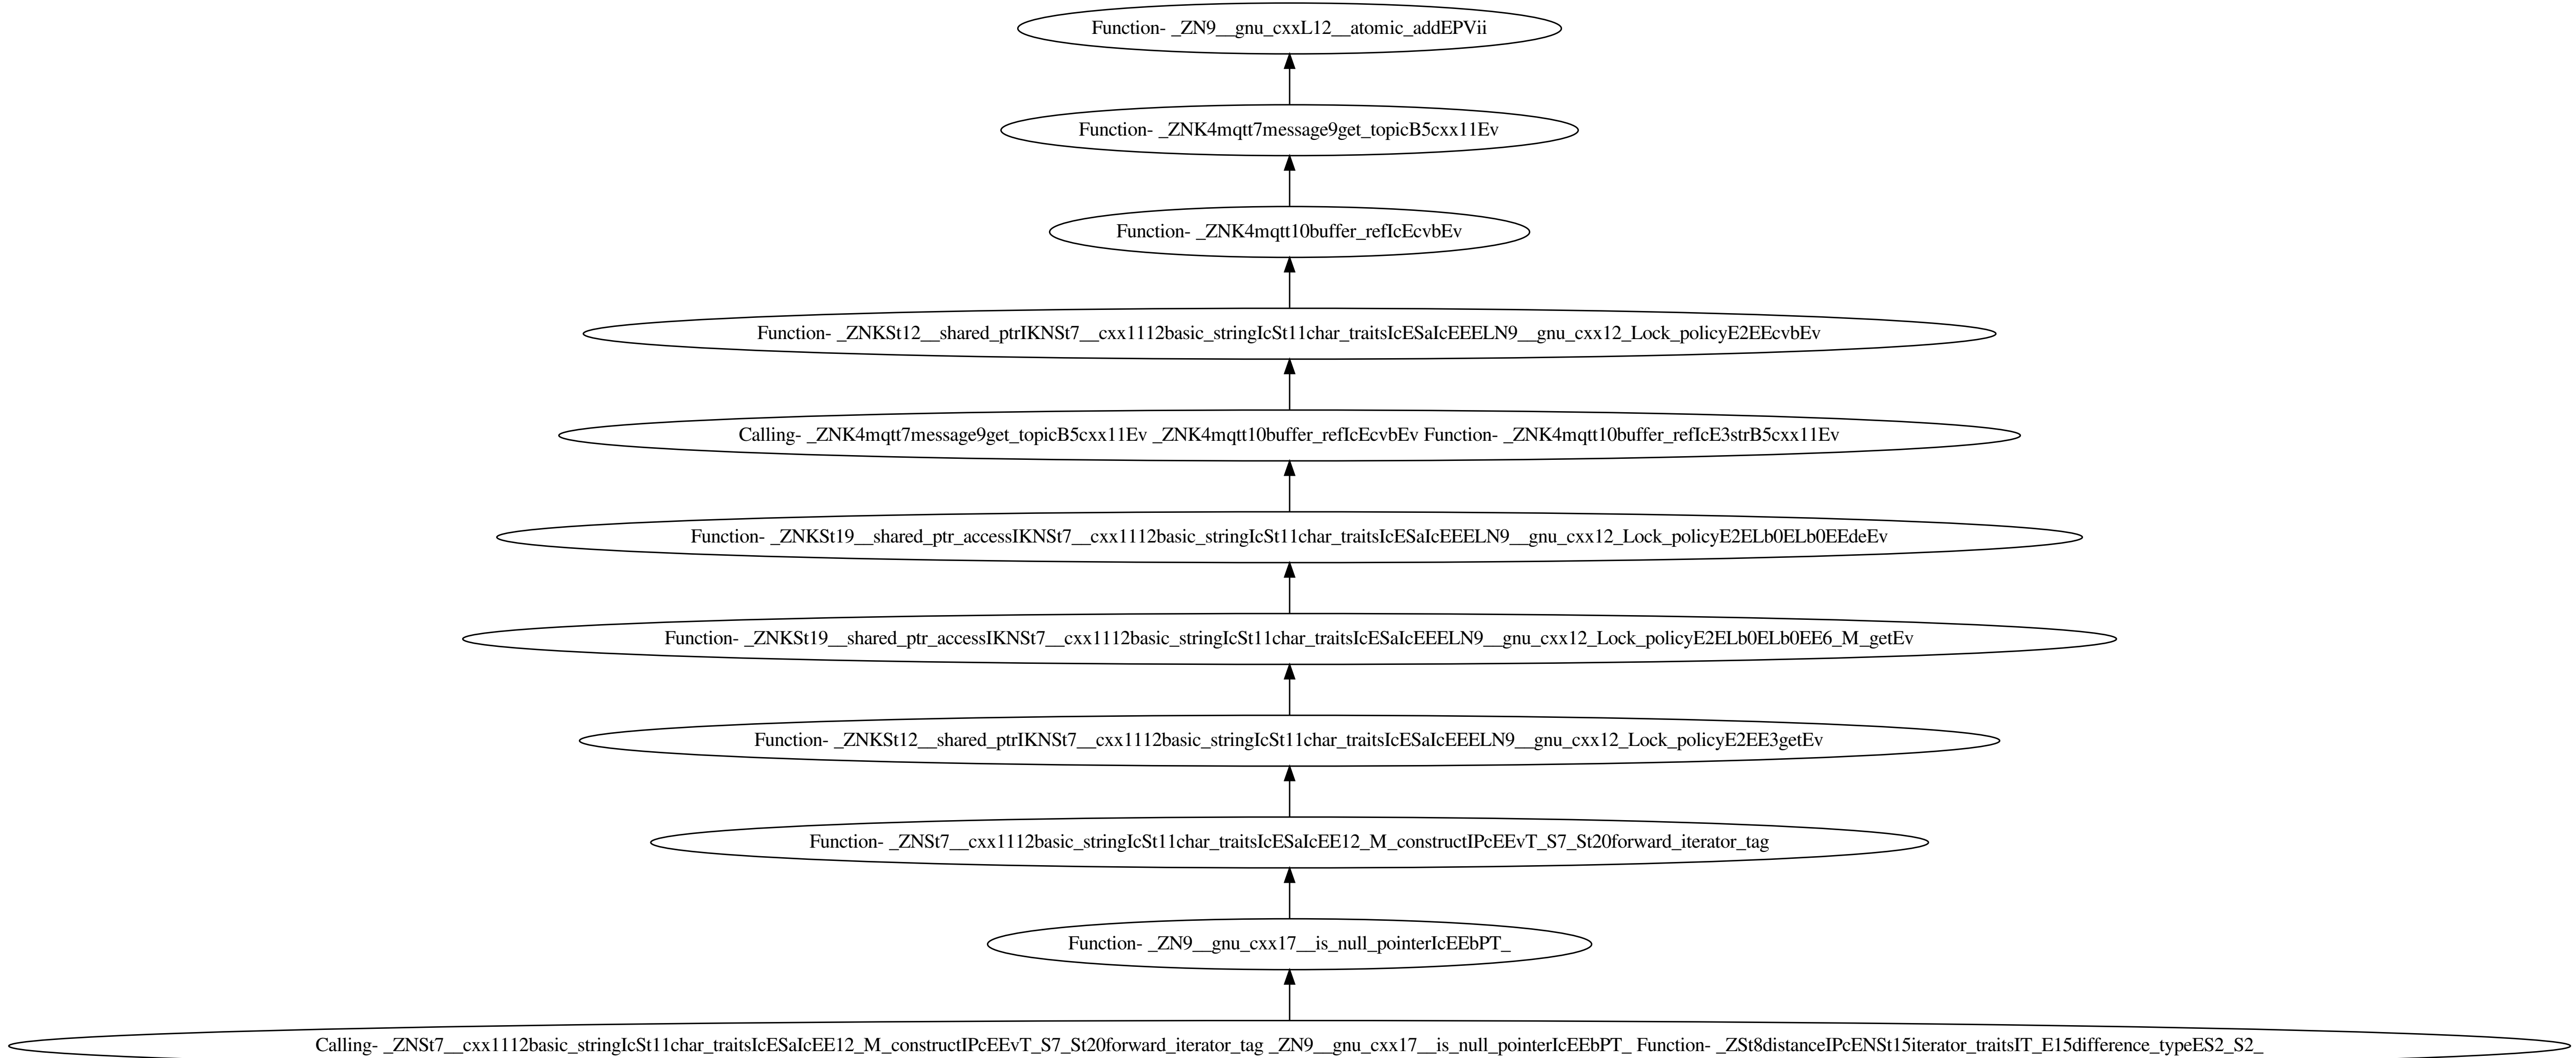 Function- _ZN9__gnu_cxxL12__atomic_addEPVii
Function- _ZNK4mqtt7message9get_topicB5cxx11Ev
Function- _ZNK4mqtt10buffer_refIcEcvbEv
Function- _ZNKSt12__shared_ptrIKNSt7__cxx1112basic_stringIcSt11char_traitsIcESaIcEEELN9__gnu_cxx12_Lock_policyE2EEcvbEv
Calling- _ZNK4mqtt7message9get_topicB5cxx11Ev _ZNK4mqtt10buffer_refIcEcvbEv Function- _ZNK4mqtt10buffer_refIcE3strB5cxx11Ev
Function- _ZNKSt19__shared_ptr_accessIKNSt7__cxx1112basic_stringIcSt11char_traitsIcESaIcEEELN9__gnu_cxx12_Lock_policyE2ELb0ELb0EEdeEv
Function- _ZNKSt19__shared_ptr_accessIKNSt7__cxx1112basic_stringIcSt11char_traitsIcESaIcEEELN9__gnu_cxx12_Lock_policyE2ELb0ELb0EE6_M_getEv
Function- _ZNKSt12__shared_ptrIKNSt7__cxx1112basic_stringIcSt11char_traitsIcESaIcEEELN9__gnu_cxx12_Lock_policyE2EE3getEv
Function- _ZNSt7__cxx1112basic_stringIcSt11char_traitsIcESaIcEE12_M_constructIPcEEvT_S7_St20forward_iterator_tag
Function- _ZN9__gnu_cxx17__is_null_pointerIcEEbPT_
Calling- _ZNSt7__cxx1112basic_stringIcSt11char_traitsIcESaIcEE12_M_constructIPcEEvT_S7_St20forward_iterator_tag _ZN9__gnu_cxx17__is_null_pointerIcEEbPT_ Function- _ZSt8distanceIPcENSt15iterator_traitsIT_E15difference_typeES2_S2_